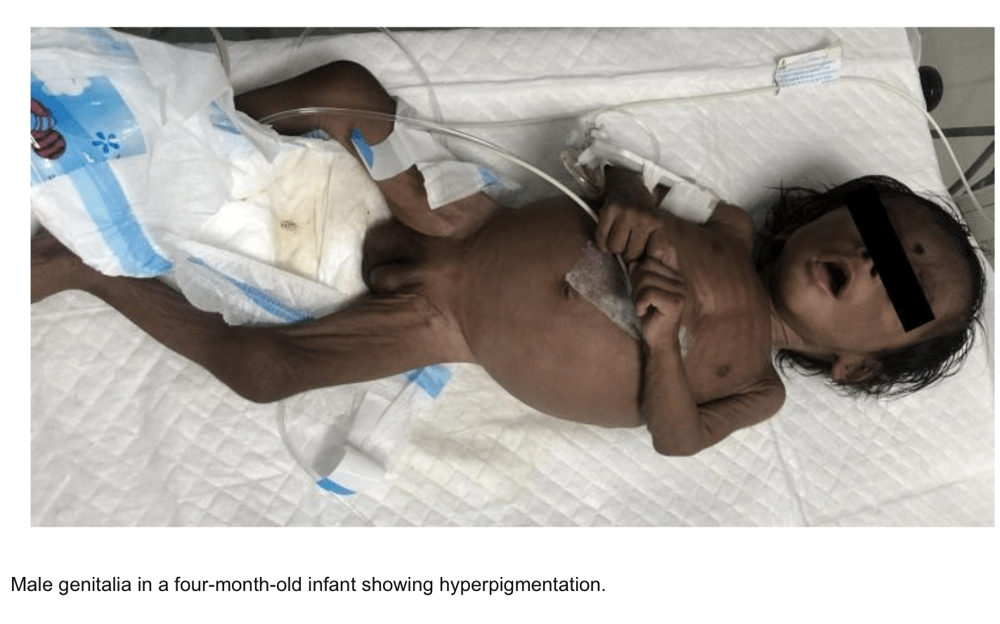 Male genitalia in a four-month-old infant showing hyperpigmentation.